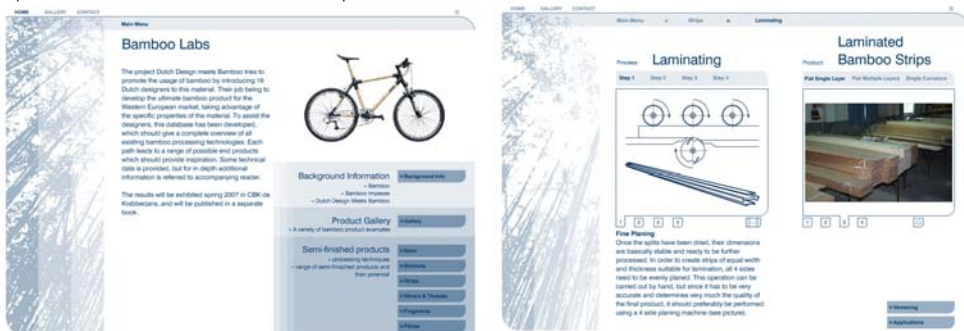 HOME GALLERY CONTACT
Main Menu
Bamboo Labs
The project Dutch Design meets Bamboo tries to
promote the usage of bamboo by introducing 16
Dutch designers to this material. Their job being to
develop the ultimate bamboo product for the
Western European market, taking advantage of
the specific properties of the material. To assist the
designers, this database has been developed,
which should give a complete overview of all
existing bamboo processing technologies. Each
path leads to a range of possible end products
which should provide inspiration. Some technical
data is provided, but for in depth additional
information is referred to accompanying reader.
The results will be exhibited spring 2007 in CBK de
Krabbedans, and will be published in a separate
book.
Background Information
Background Info
Bamboo
Bamboo Impasse
Dutch Design Meets Bamboo
Product Gallery
Gallery
A variety of bamboo product examples
Semi-finished products
processing techniques
range of semi-finished products and
their potential
Stem
Strips
Slivers & Threads
Fragments
Fibres
HOME GALLERY CONTACT
Main Menu Strips Laminating
Process: Laminating
Step 1 Step 2 Step 3 Step 4
1 2 3 4
Fine Planing
Once the splits have been dried, their dimensions
are basically stable and ready to be further
processed. In order to create strips of equal width
and thickness suitable for lamination, all 4 sides
need to be evenly planed. This operation can be
carried out by hand, but since it has to be very
accurate and determines very much the quality of
the final product, it should preferably be performed
using a 4 side planing machine (see picture).
Laminated
Product: Bamboo Strips
Flat Single Layer Flat Multiple Layers Single Curvature
1 2 3 4
Veneering
Applications